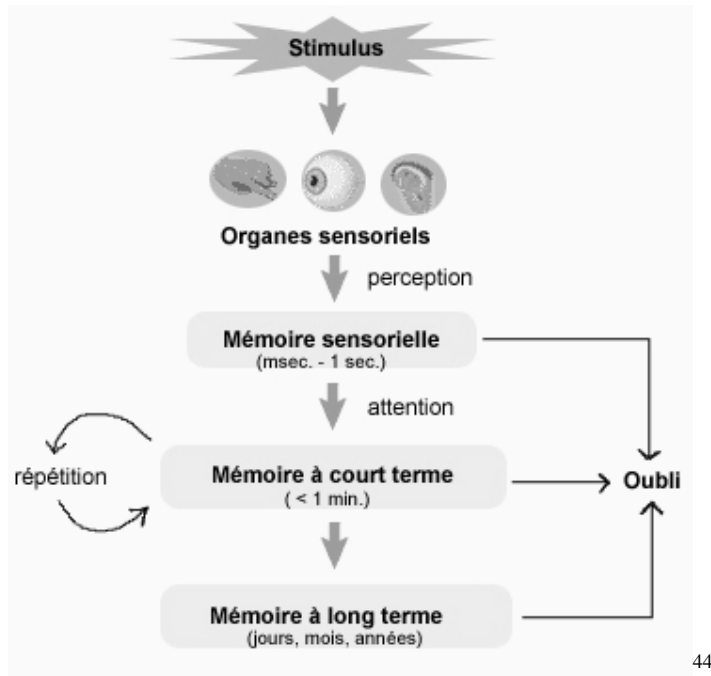 Stimulus
Organes sensoriels
perception
Mémoire sensorielle
(msec. - 1 sec.)
attention
répétition
Mémoire à court terme
( < 1 min.)
Oubli
Mémoire à long terme
(jours, mois, années)
44